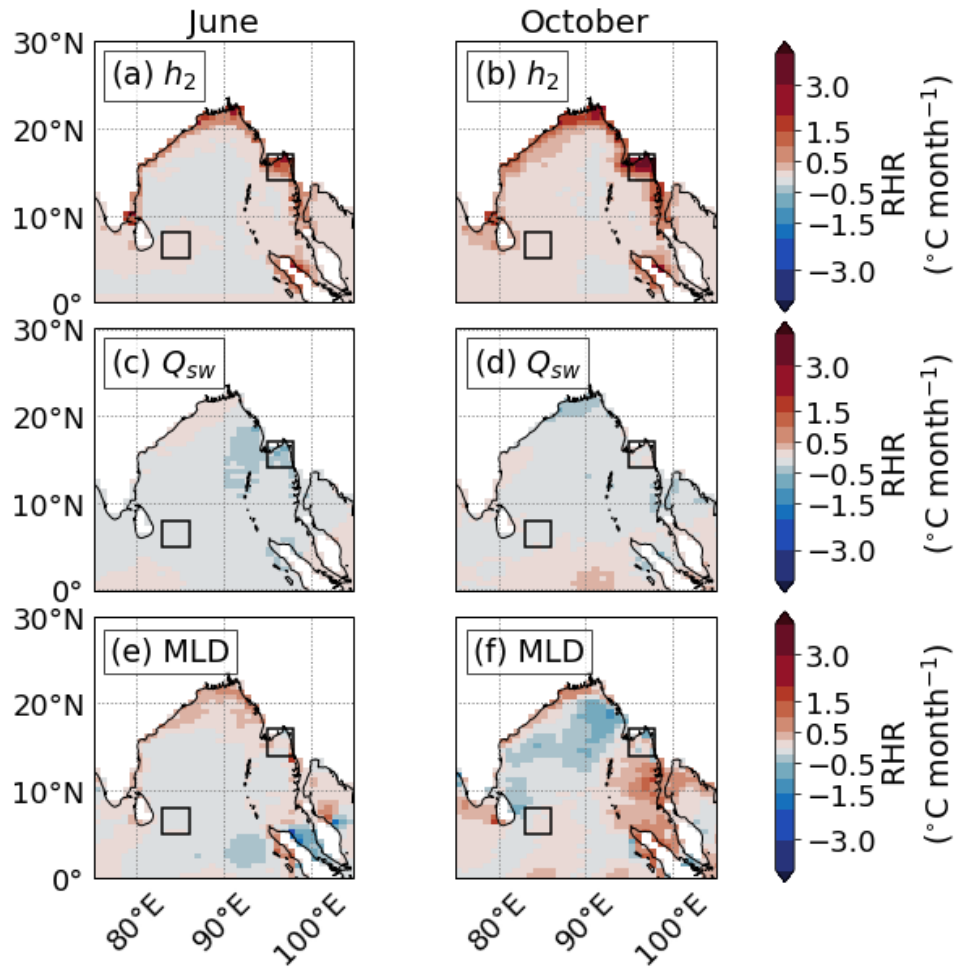 June
October
30°N
20°N
10°N
0°
(a) h₂
(b) h₂
3.0
1.5
0.5
−0.5
−1.5
−3.0
RHR
(°C month⁻¹)
30°N
20°N
10°N
0°
(c) Q_SW
(d) Q_SW
3.0
1.5
0.5
−0.5
−1.5
−3.0
RHR
(°C month⁻¹)
30°N
20°N
10°N
0°
(e) MLD
(f) MLD
3.0
1.5
0.5
−0.5
−1.5
−3.0
RHR
(°C month⁻¹)
80°E
90°E
100°E
80°E
90°E
100°E